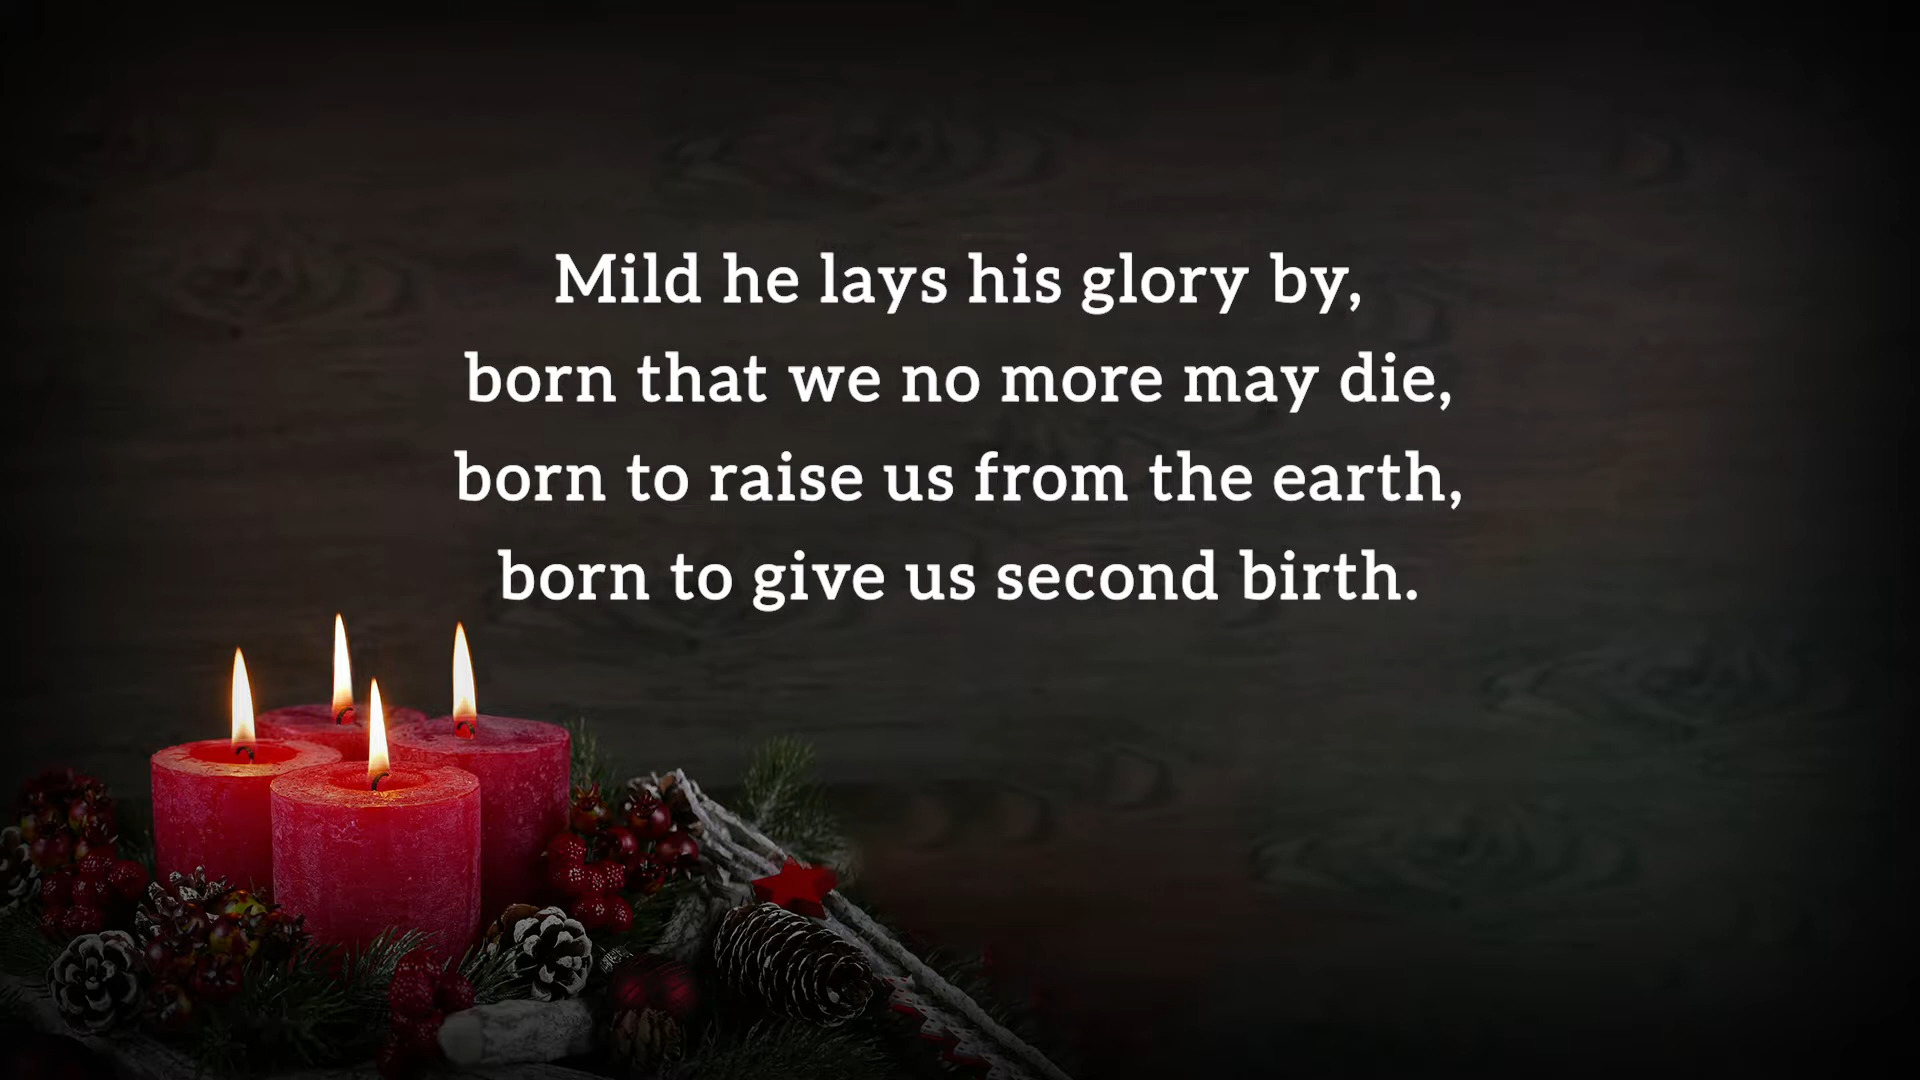 Mild he lays his glory by,
born that we no more may die,
born to raise us from the earth,
born to give us second birth.